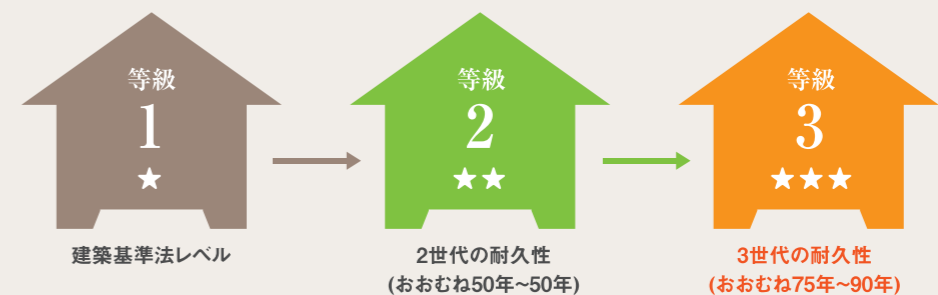 等級
1
★
建築基準法レベル
等級
2
★★
2世代の耐久性
(おおむね50年~50年)
等級
3
★★★
3世代の耐久性
(おおむね75年~90年)